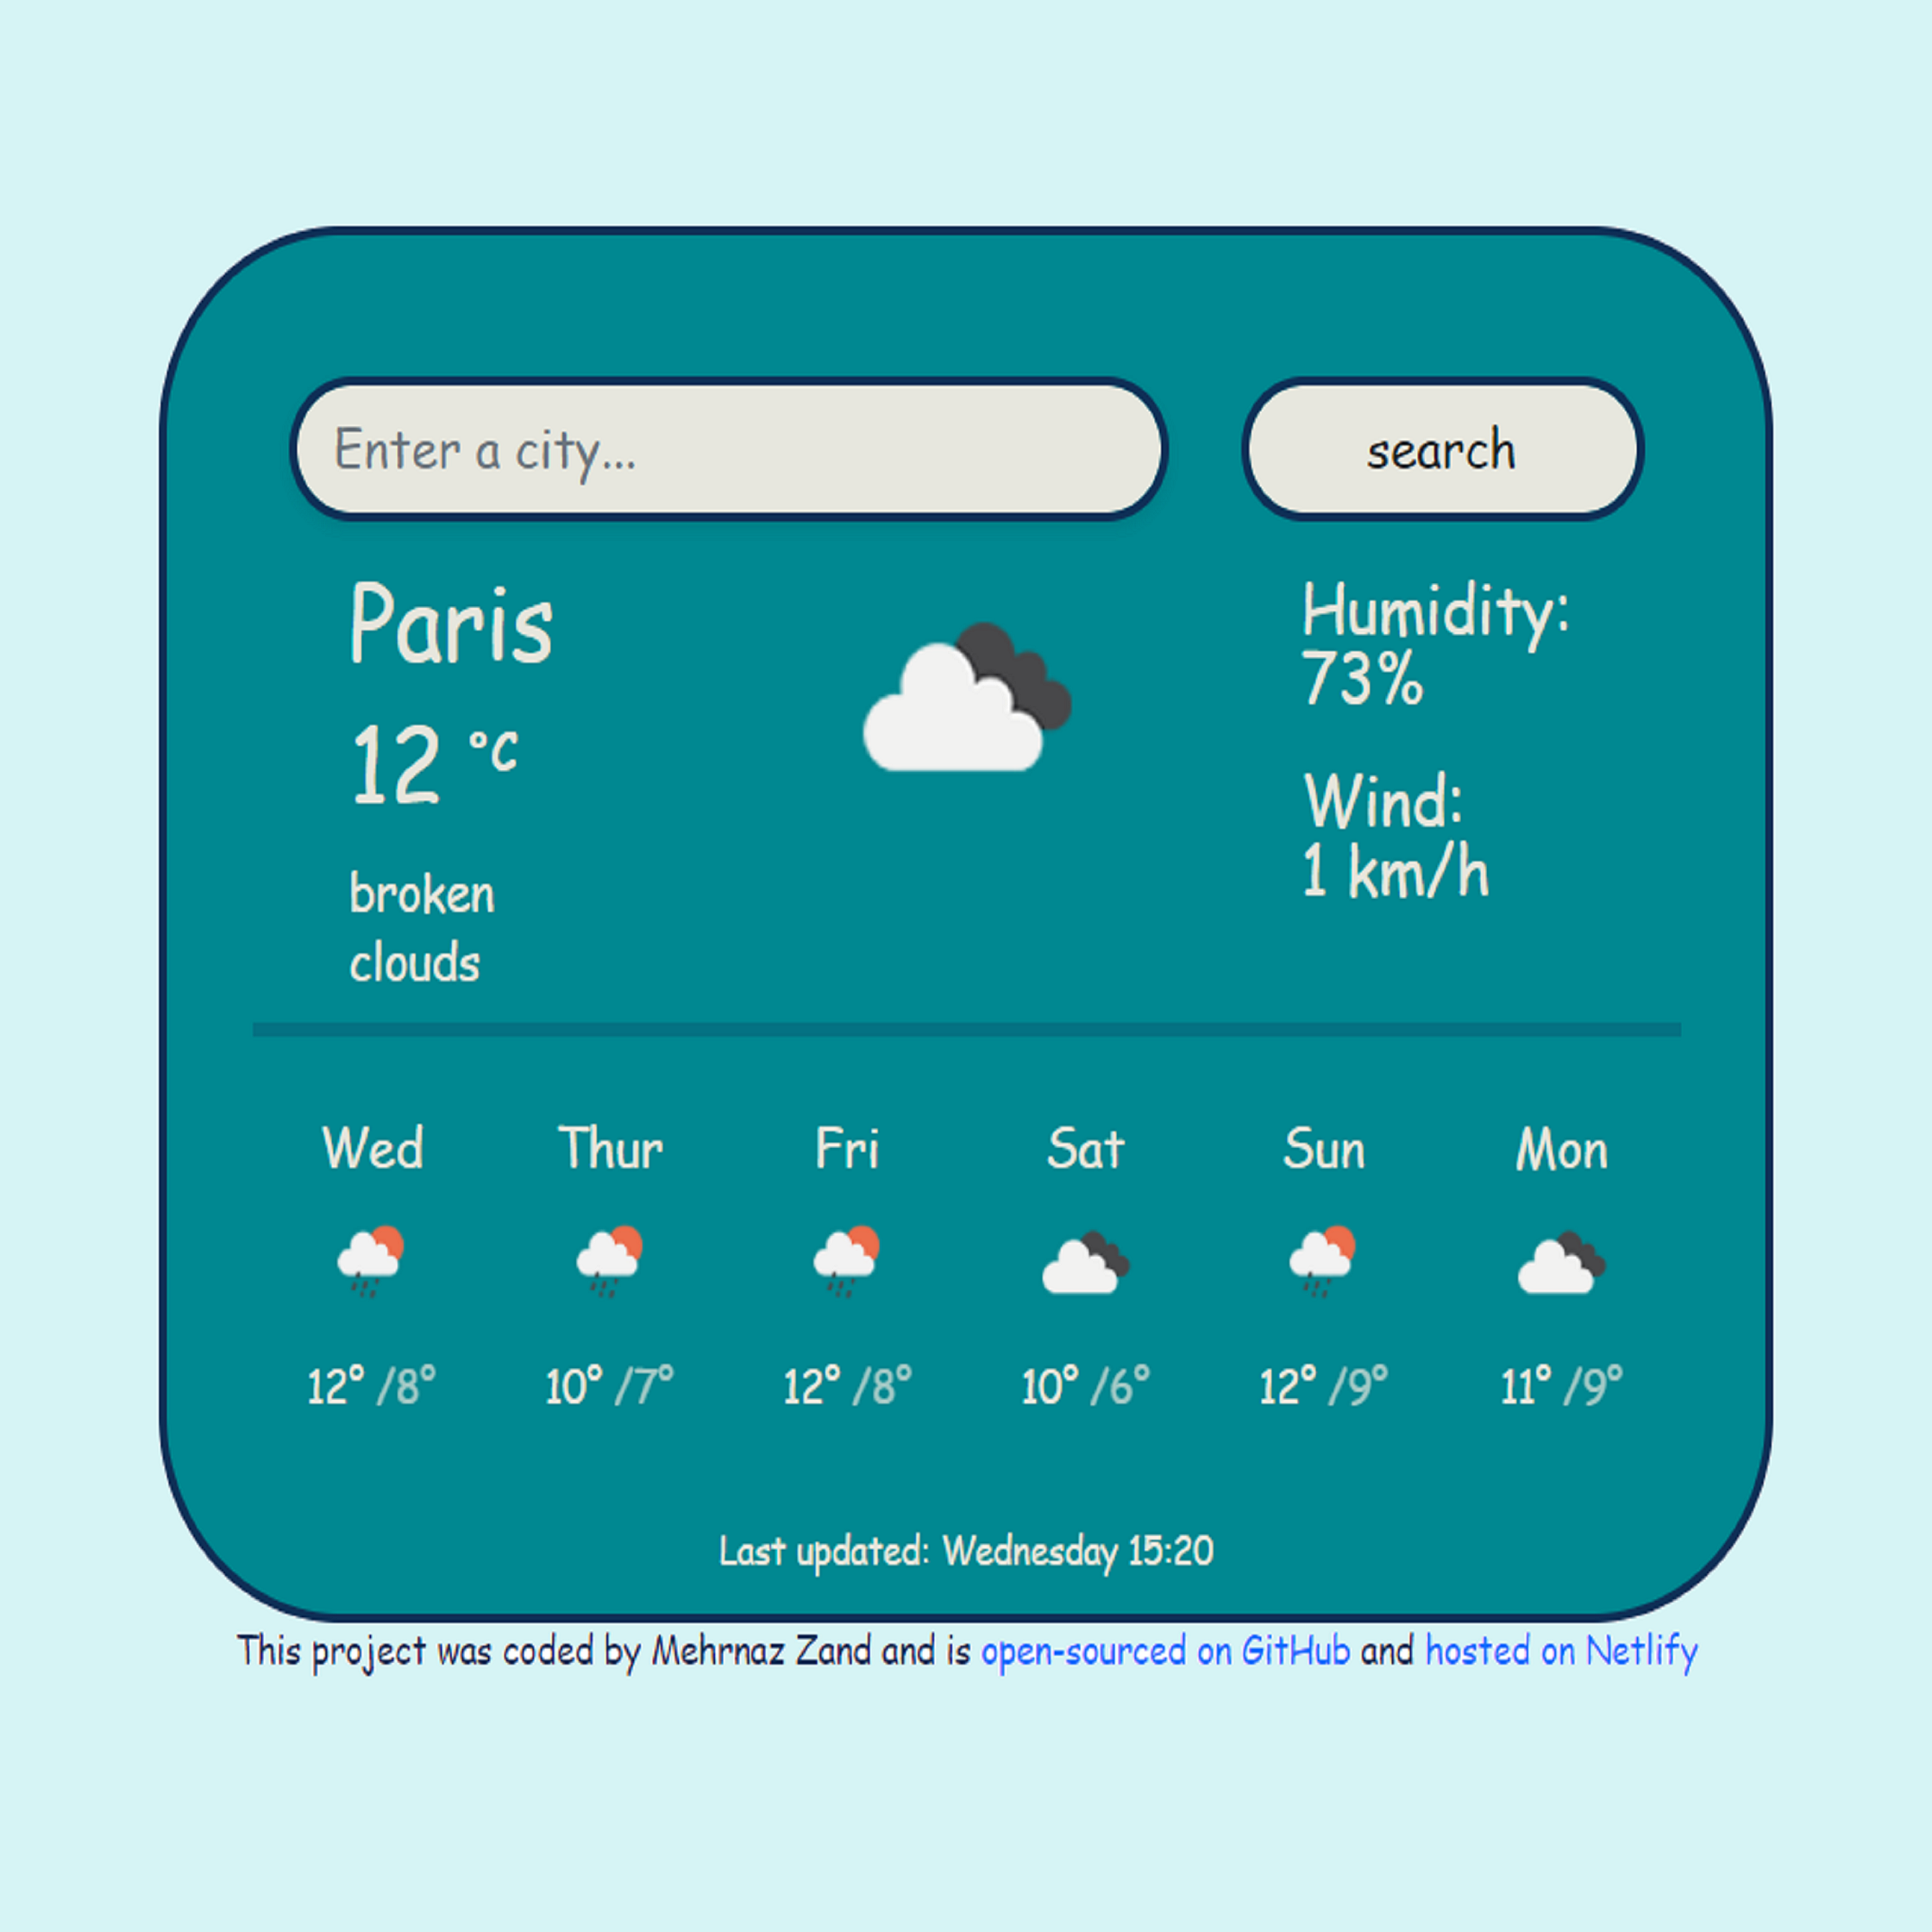 Enter a city...
search
Paris
12 °C
broken
clouds
Humidity:
73%
Wind:
1 km/h
Wed Thur Fri Sat Sun Mon
12° /8° 10° /7° 12° /8° 10° /6° 12° /9° 11° /9°
Last updated: Wednesday 15:20
This project was coded by Mehrnaz Zand and is open-sourced on GitHub and hosted on Netlify